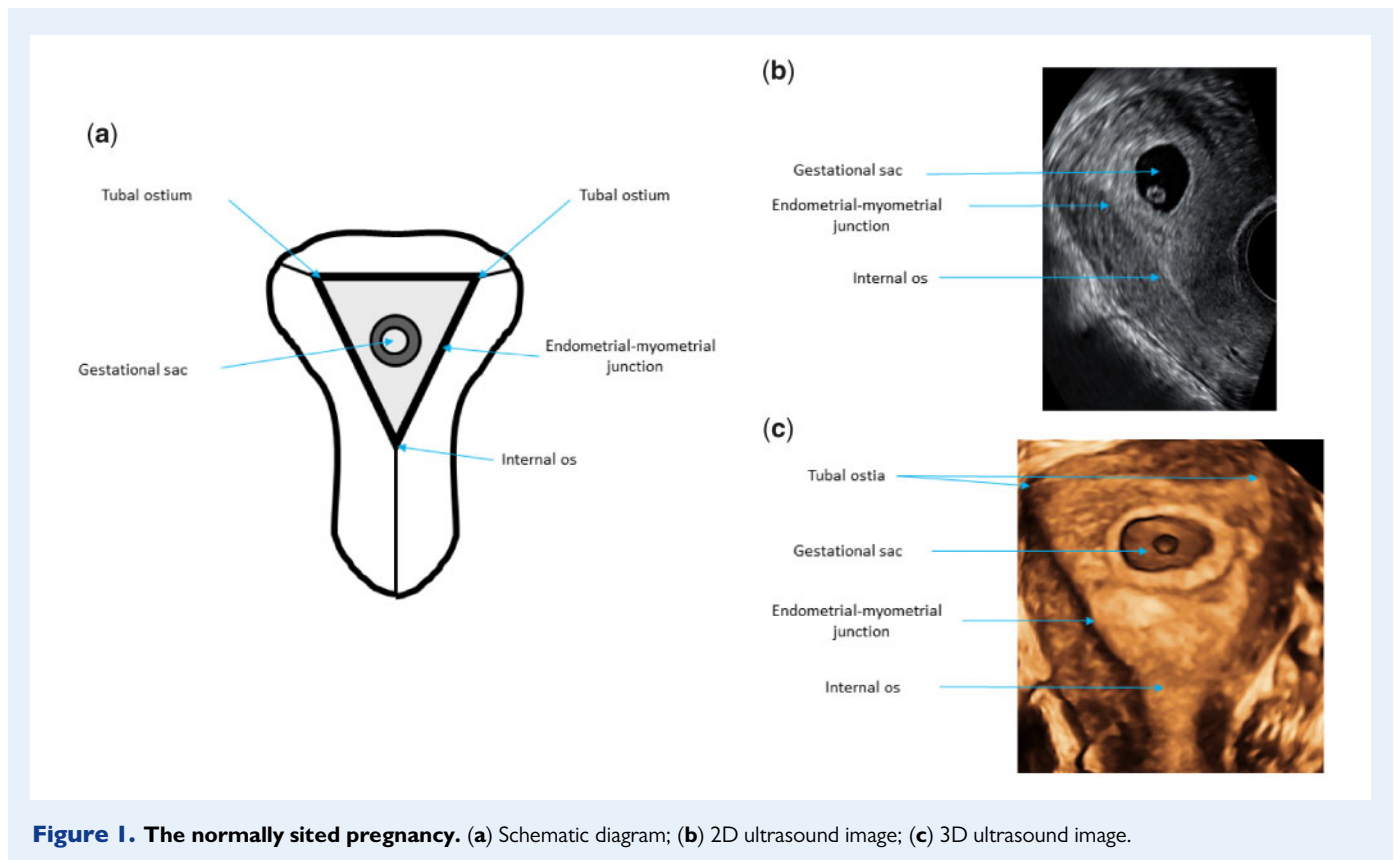 (a)
Tubal ostium
Tubal ostium
Gestational sac
Endometrial-myometrial
junction
Internal os
(b)
Gestational sac
Endometrial-myometrial
junction
Internal os
(c)
Tubal ostia
Gestational sac
Endometrial-myometrial
junction
Internal os
Figure 1. The normally sited pregnancy. (a) Schematic diagram; (b) 2D ultrasound image; (c) 3D ultrasound image.